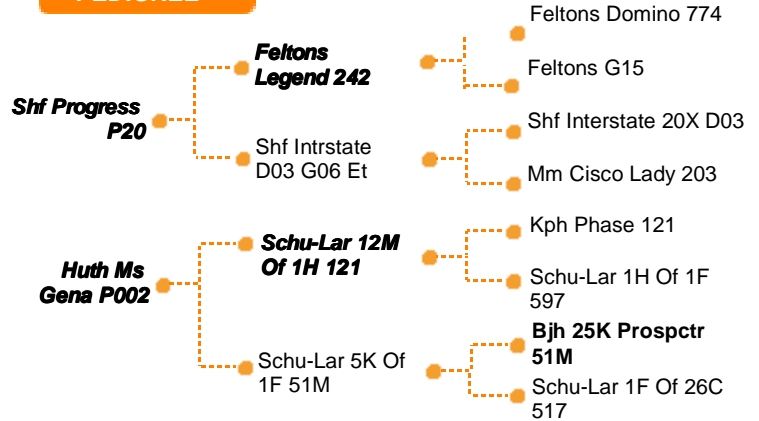 Feltons Domino 774
Feltons
Legend 242
Feltons G15
Shf Progress
P20
Shf Intrstate
D03 G06 Et
Shf Interstate 20X D03
Mm Cisco Lady 203
Kph Phase 121
Schu-Lar 12M
Of 1H 121
Huth Ms
Gena P002
Schu-Lar 1H Of 1F
597
Bjh 25K Prospctr
51M
Schu-Lar 5K Of
1F 51M
Schu-Lar 1F Of 26C
517